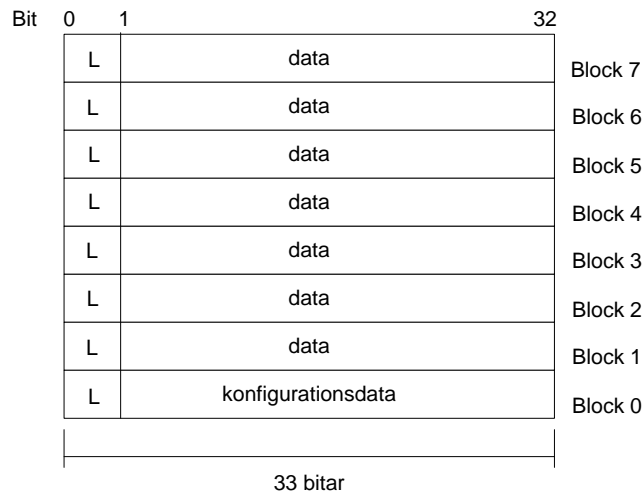 Bit 0 1 32
L data Block 7
L data Block 6
L data Block 5
L data Block 4
L data Block 3
L data Block 2
L data Block 1
L konfigurationsdata Block 0
33 bitar